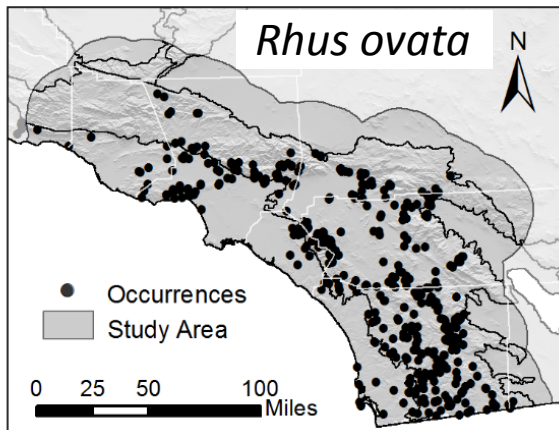 Rhus ovata
N
Occurrences
Study Area
0 25 50 100
Miles